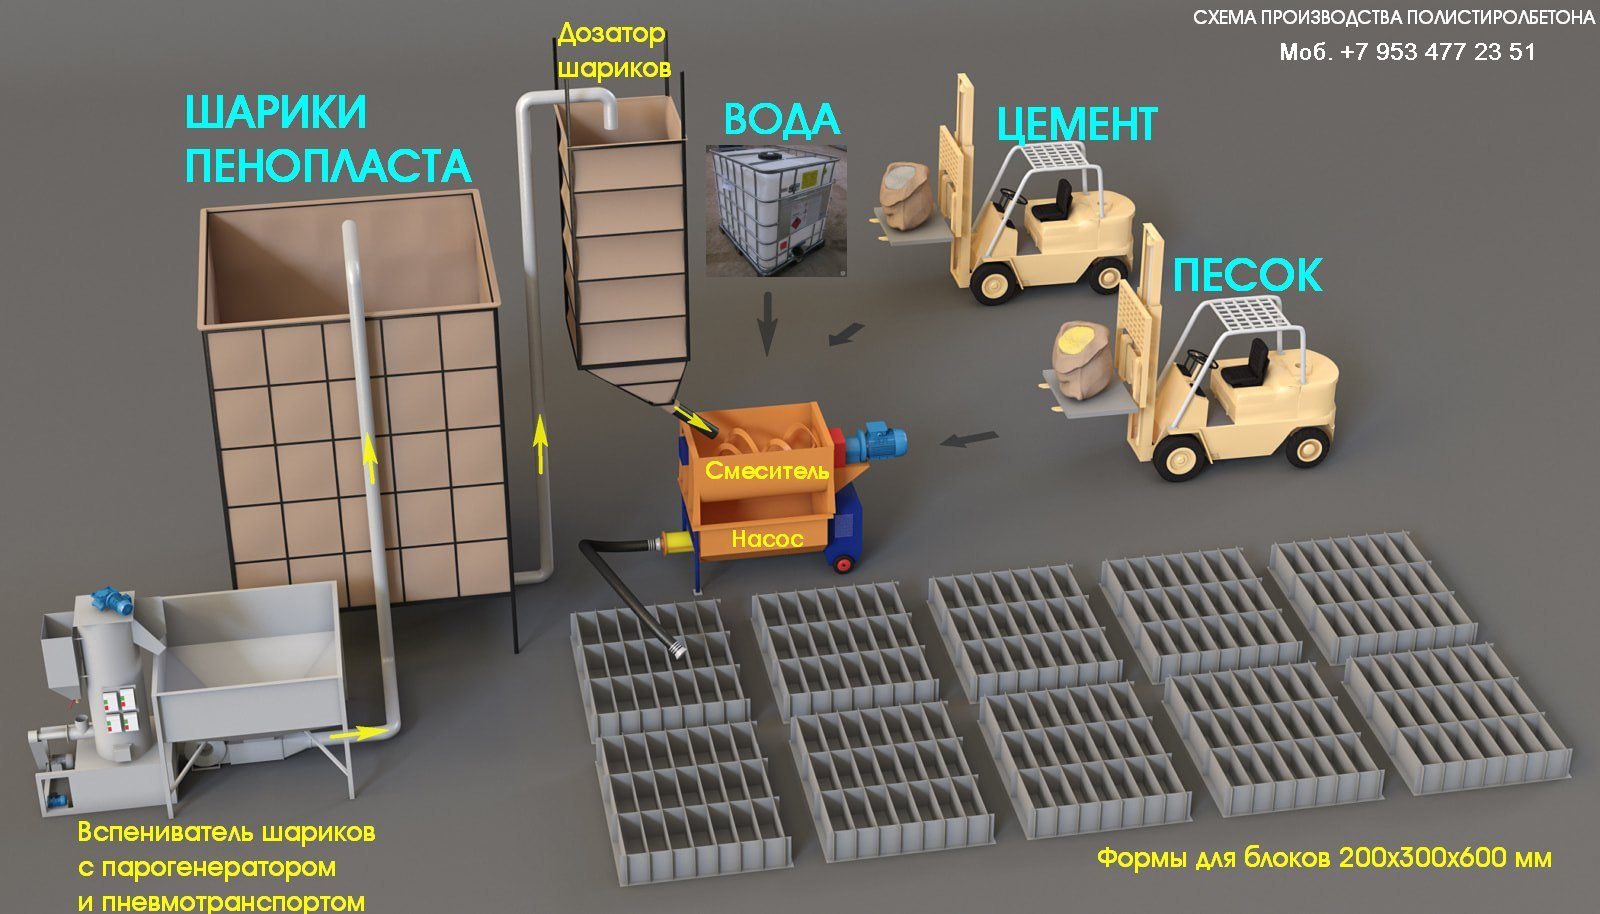 СХЕМА ПРОИЗВОДСТВА ПОЛИСТИРОЛБЕТОНА
Моб. +7 953 477 23 51
Дозатор
шариков
ШАРИКИ
ПЕНОПЛАСТА
ВОДА
ЦЕМЕНТ
ПЕСОК
Смеситель
Насос
Вспениватель шариков
с парогенератором
и пневмотранспортом
Формы для блоков 200х300х600 мм